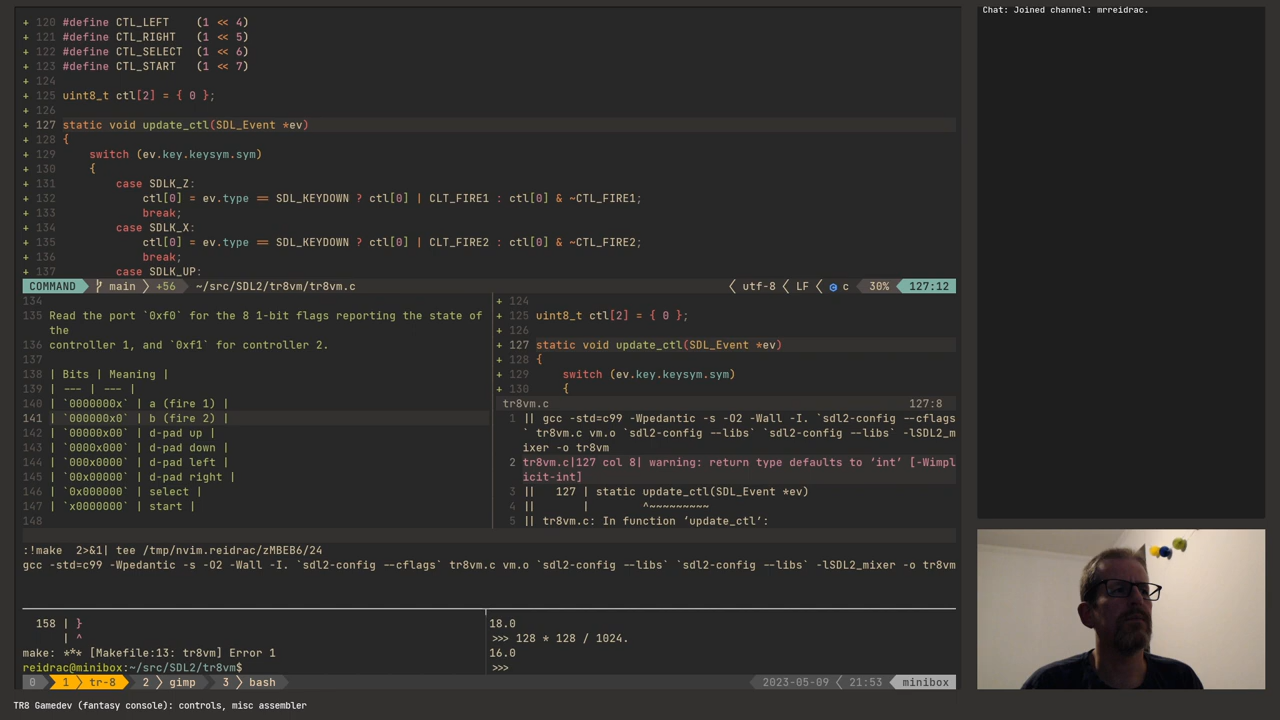 + 120 #define CTL_LEFT    (1 << 4)
+ 121 #define CTL_RIGHT   (1 << 5)
+ 122 #define CTL_SELECT  (1 << 6)
+ 123 #define CTL_START   (1 << 7)
+ 124
+ 125 uint8_t ctl[2] = { 0 };
+ 126
+ 127 static void update_ctl(SDL_Event *ev)
+ 128 {
+ 129     switch (ev.key.keysym.sym)
+ 130     {
+ 131         case SDLK_Z:
+ 132             ctl[0] = ev.type == SDL_KEYDOWN ? ctl[0] | CLT_FIRE1 : ctl[0] & ~CTL_FIRE1;
+ 133             break;
+ 134         case SDLK_X:
+ 135             ctl[0] = ev.type == SDL_KEYDOWN ? ctl[0] | CLT_FIRE2 : ctl[0] & ~CTL_FIRE2;
+ 136             break;
+ 137         case SDLK_UP:
COMMAND main +56 ~/src/SDL2/tr8vm/tr8vm.c utf-8 LF c 30% 127:12
134
135 Read the port `0xf0` for the 8 1-bit flags reporting the state of
the
136 controller 1, and `0xf1` for controller 2.
137
138 | Bits | Meaning |
139 | --- | --- |
140 | `0000000x` | a (fire 1) |
141 | `000000x0` | b (fire 2) |
142 | `00000x00` | d-pad up |
143 | `0000x000` | d-pad down |
144 | `000x0000` | d-pad left |
145 | `00x00000` | d-pad right |
146 | `0x000000` | select |
147 | `x0000000` | start |
148
+ 124
+ 125 uint8_t ctl[2] = { 0 };
+ 126
+ 127 static void update_ctl(SDL_Event *ev)
+ 128 {
+ 129     switch (ev.key.keysym.sym)
+ 130     {
tr8vm.c 127:8
1 || gcc -std=c99 -Wpedantic -s -O2 -Wall -I. `sdl2-config --cflags
` tr8vm.c vm.o `sdl2-config --libs` `sdl2-config --libs` -lSDL2_m
ixer -o tr8vm
2 tr8vm.c|127 col 8| warning: return type defaults to ‘int’ [-Wimpl
icit-int]
3 ||   127 | static update_ctl(SDL_Event *ev)
4 ||       |        ^~~~~~~~~~
5 || tr8vm.c: In function ‘update_ctl’:
:!make  2>&1| tee /tmp/nvim.reidrac/zMBEB6/24
gcc -std=c99 -Wpedantic -s -O2 -Wall -I. `sdl2-config --cflags` tr8vm.c vm.o `sdl2-config --libs` `sdl2-config --libs` -lSDL2_mixer -o tr8vm
158 | }
| ^
make: *** [Makefile:13: tr8vm] Error 1
reidrac@minibox:~/src/SDL2/tr8vm$
18.0
>>> 128 * 128 / 1024.
16.0
>>>
0 1 tr-8 2 gimp 3 bash 2023-05-09 21:53 minibox
TR8 Gamedev (fantasy console): controls, misc assembler
Chat: Joined channel: mrreidrac.